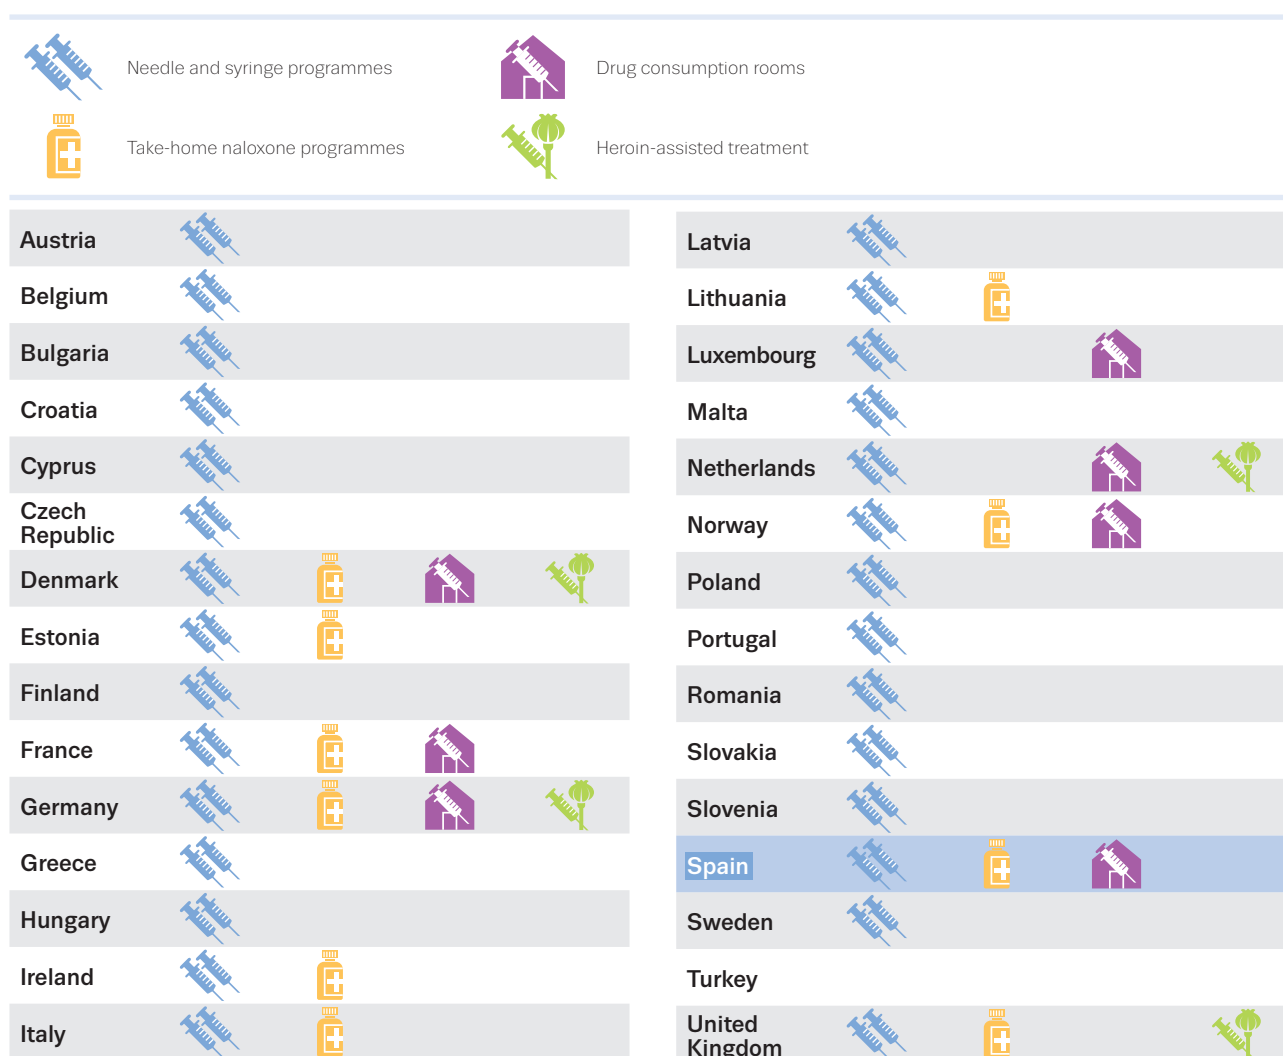 Needle and syringe programmes
Drug consumption rooms
Take-home naloxone programmes
Heroin-assisted treatment
Austria
Belgium
Bulgaria
Croatia
Cyprus
Czech
Republic
Denmark
Estonia
Finland
France
Germany
Greece
Hungary
Ireland
Italy
Latvia
Lithuania
Luxembourg
Malta
Netherlands
Norway
Poland
Portugal
Romania
Slovakia
Slovenia
Spain
Sweden
Turkey
United
Kingdom